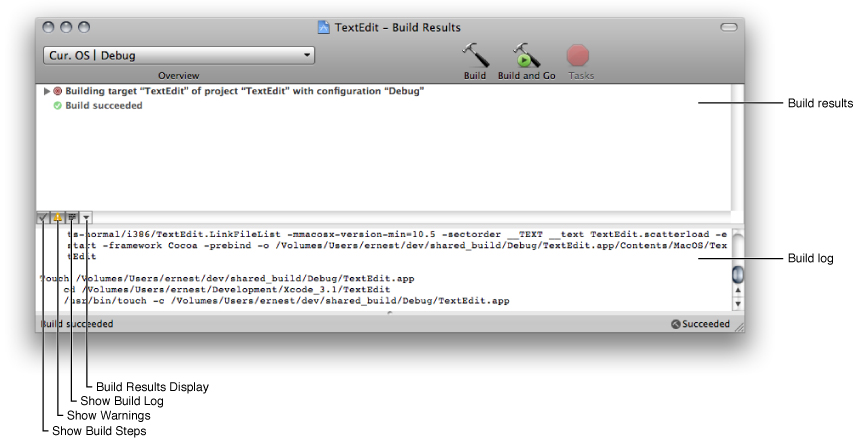 TextEdit – Build Results
Cur. OS | Debug
Overview
Build
Build and Go
Tasks
Building target “TextEdit” of project “TextEdit” with configuration “Debug”
Build succeeded
Build results
ts-normal/i386/TextEdit.LinkFileList -mmacosx-version-min=10.5 -sectorder __TEXT __text TextEdit.scatterload -e
start -framework Cocoa -prebind -o /Volumes/Users/ernest/dev/shared_build/Debug/TextEdit.app/Contents/MacOS/Tex
tEdit
Build log
Touch /Volumes/Users/ernest/dev/shared_build/Debug/TextEdit.app
cd /Volumes/Users/ernest/Development/Xcode_3.1/TextEdit
/usr/bin/touch -c /Volumes/Users/ernest/dev/shared_build/Debug/TextEdit.app
Build succeeded
Succeeded
Build Results Display
Show Build Log
Show Warnings
Show Build Steps